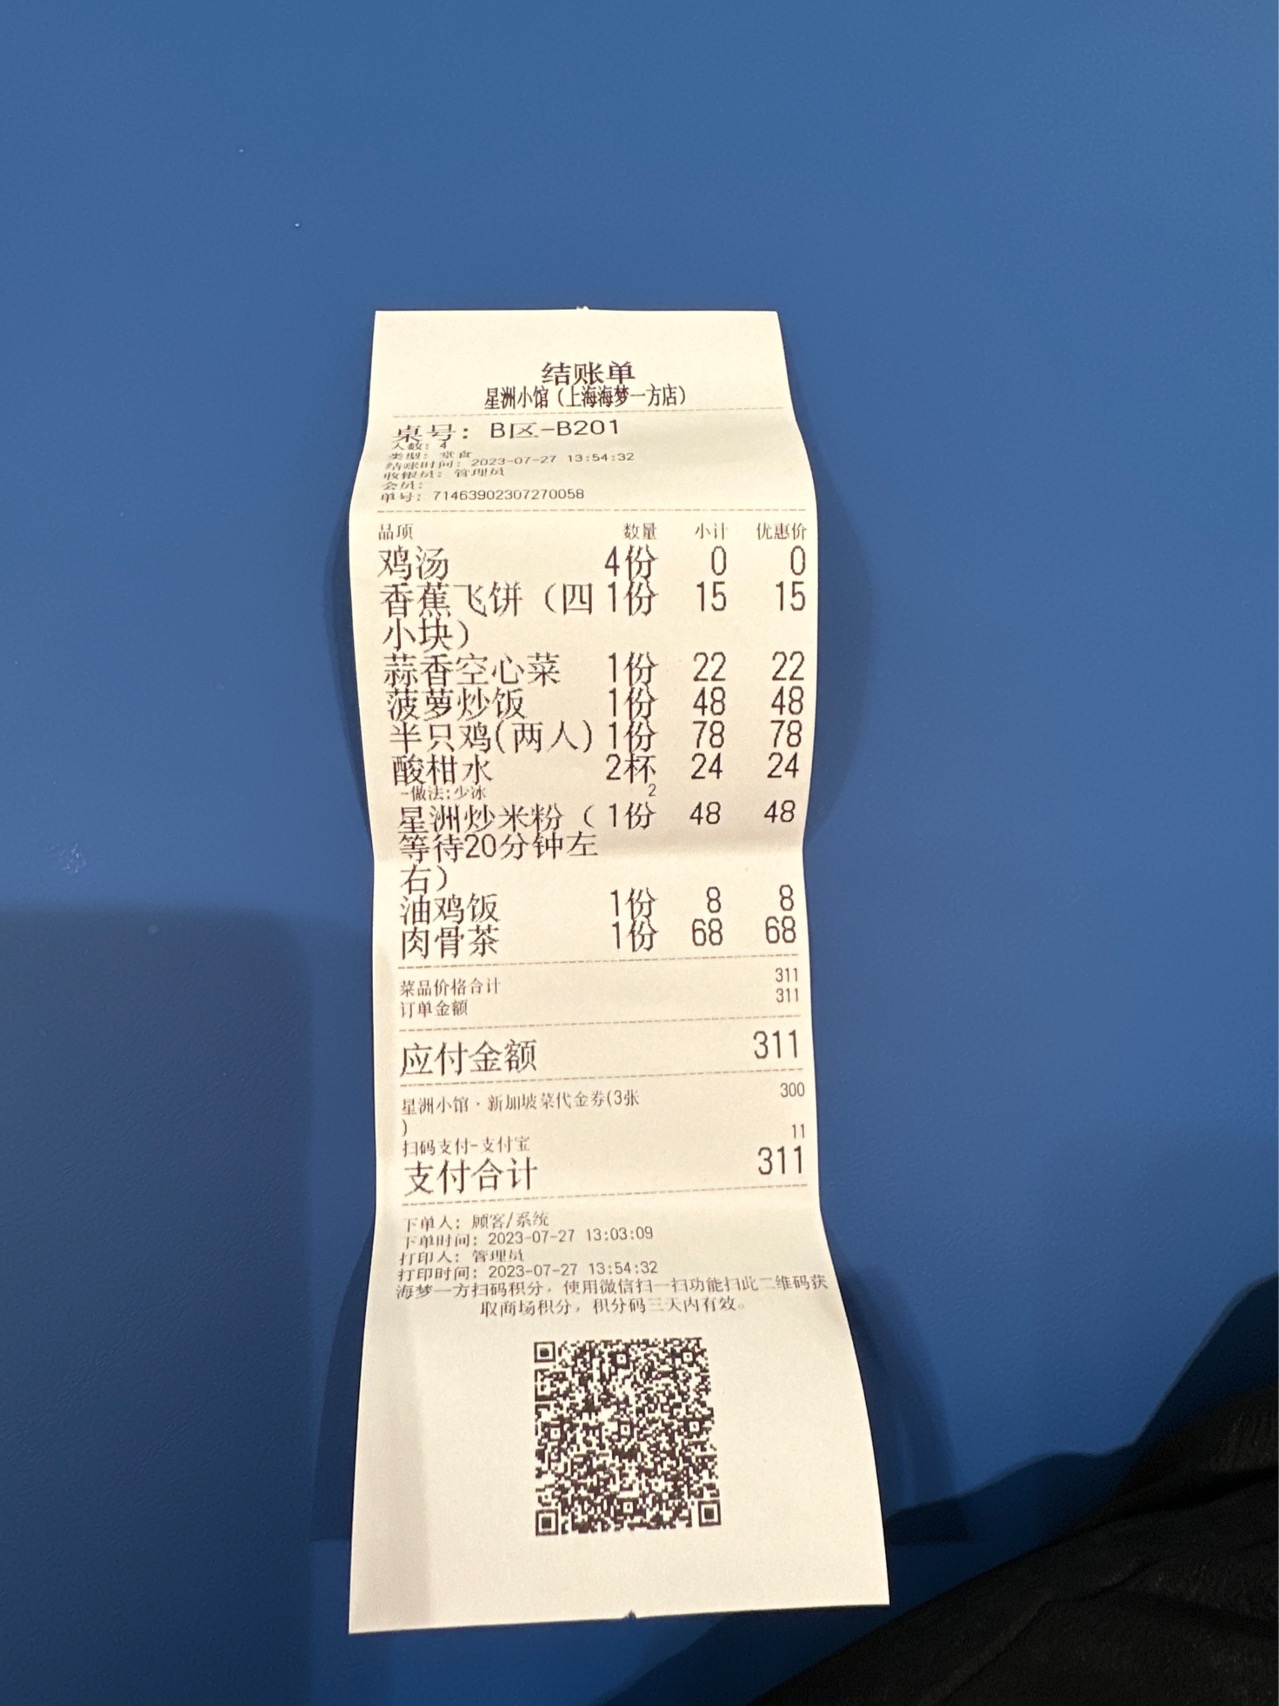 结账单
星洲小馆（上海海梦一方店）
桌号: B区-B201
人数: 4
类型: 堂食
结账时间: 2023-07-27 13:54:32
收银员: 管理员
会员:
单号: 71463902307270058
品项 数量 小计 优惠价
鸡汤 4份 0 0
香蕉飞饼（四 1份 15 15
小块）
蒜香空心菜 1份 22 22
菠萝炒饭 1份 48 48
半只鸡(两人) 1份 78 78
酸柑水 2杯 24 24
-做法:少冰 2
星洲炒米粉（ 1份 48 48
等待20分钟左
右）
油鸡饭 1份 8 8
肉骨茶 1份 68 68
菜品价格合计 311
订单金额 311
应付金额 311
星洲小馆·新加坡菜代金券(3张 300
)
扫码支付-支付宝 11
支付合计 311
下单人: 顾客/系统
下单时间: 2023-07-27 13:03:09
打印人: 管理员
打印时间: 2023-07-27 13:54:32
海梦一方扫码积分，使用微信扫一扫功能扫此二维码获
取商场积分，积分码三天内有效。